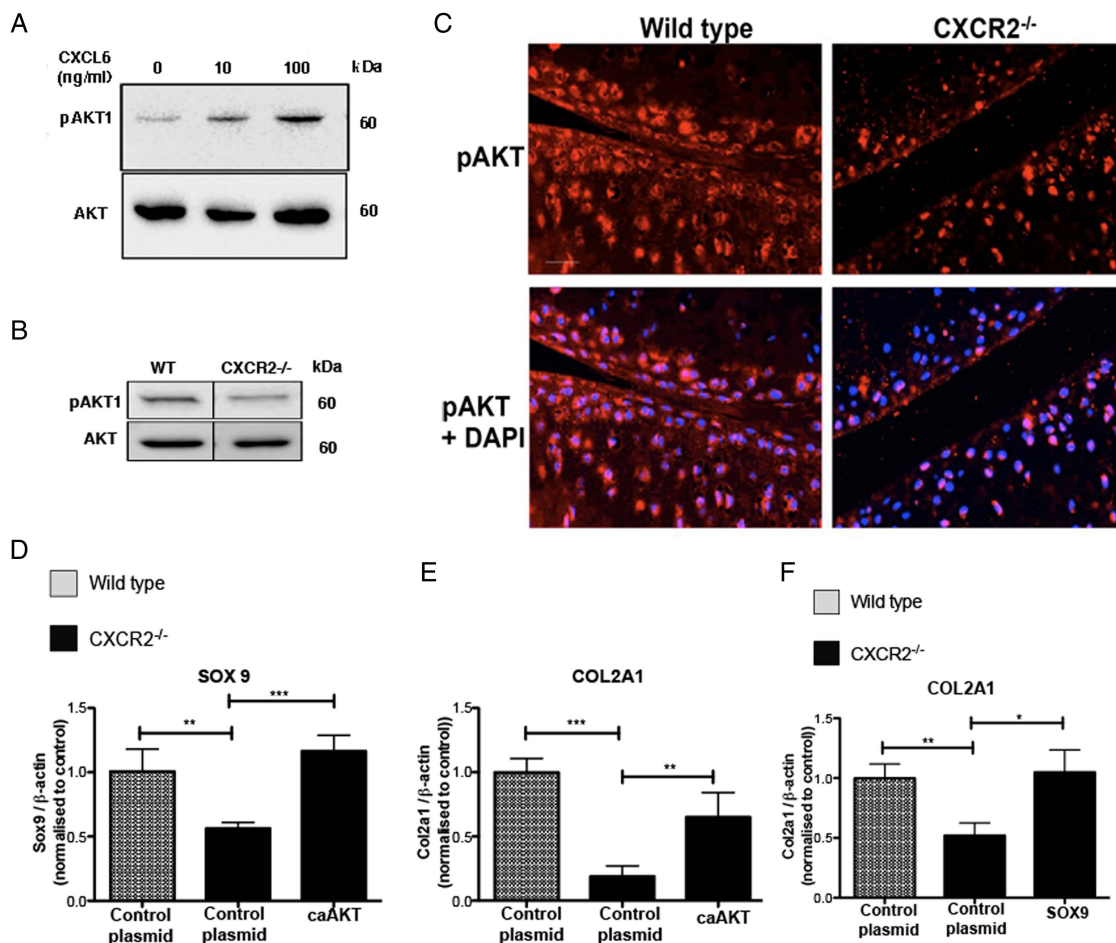 A
CXCL6
(ng/ml)
0 10 100 kDa
pAKT1 60
AKT 60
B
WT CXCR2-/- kDa
pAKT1 60
AKT 60
C
Wild type CXCR2-/-
pAKT
pAKT
+ DAPI
D
Wild type
CXCR2-/-
SOX 9
** ***
Sox9 / β-actin
(normalised to control)
1.5
1.0
0.5
0.0
Control
plasmid
Control
plasmid
caAKT
E
COL2A1
*** **
Col2a1 / β-actin
(normalised to control))
1.5
1.0
0.5
0.0
Control
plasmid
Control
plasmid
caAKT
F
Wild type
CXCR2-/-
COL2A1
** *
Col2a1 / β-actin
(normalised to control))
1.5
1.0
0.5
0.0
Control
plasmid
Control
plasmid
SOX9